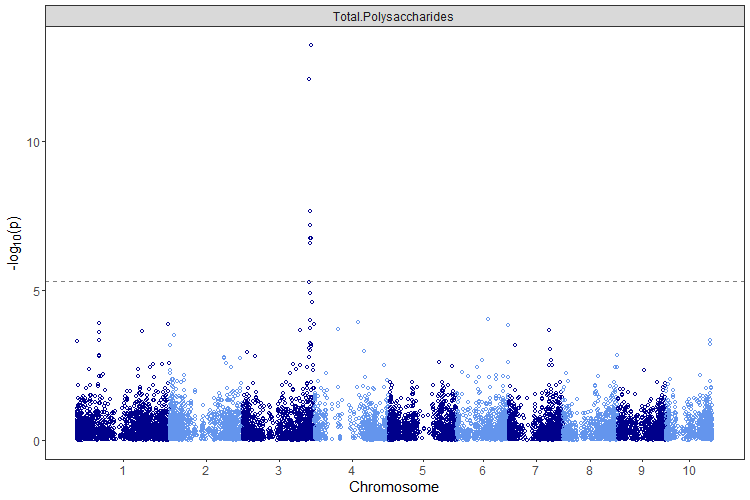 Total.Polysaccharides
10
5
0
-log10(p)
1 2 3 4 5 6 7 8 9 10
Chromosome